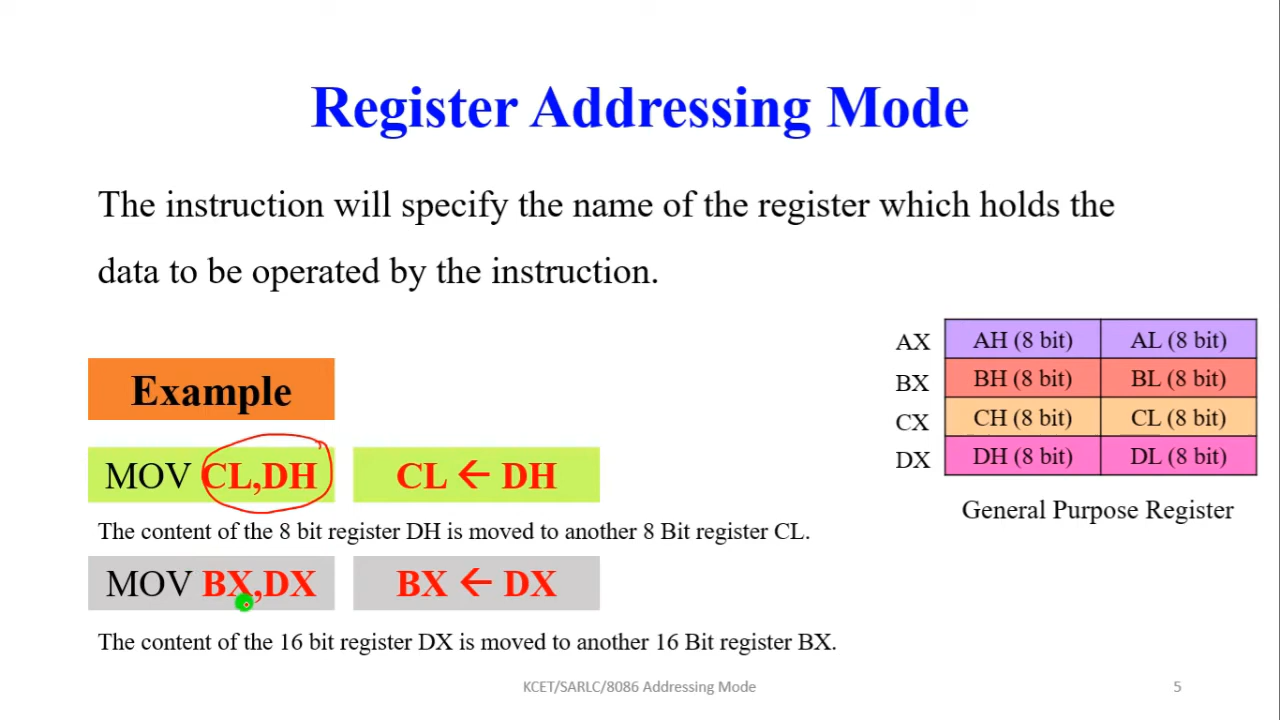 Register Addressing Mode
The instruction will specify the name of the register which holds the
data to be operated by the instruction.
Example
MOV CL,DH
CL ← DH
The content of the 8 bit register DH is moved to another 8 Bit register CL.
MOV BX,DX
BX ← DX
The content of the 16 bit register DX is moved to another 16 Bit register BX.
AX AH (8 bit) AL (8 bit)
BX BH (8 bit) BL (8 bit)
CX CH (8 bit) CL (8 bit)
DX DH (8 bit) DL (8 bit)
General Purpose Register
KCET/SARLC/8086 Addressing Mode
5